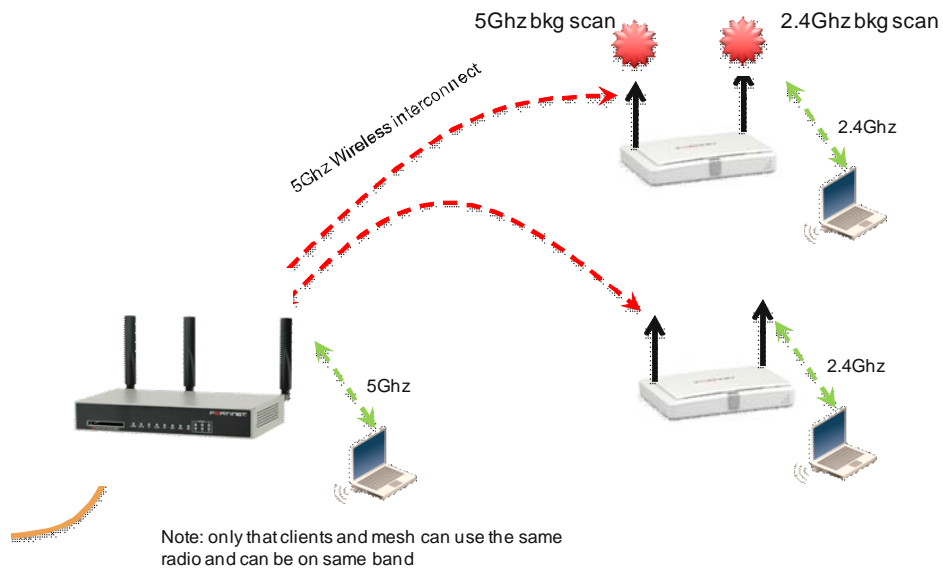 5Ghz bkg scan
2.4Ghz bkg scan
5Ghz Wireless interconnect
2.4Ghz
2.4Ghz
5Ghz
FORTINET
Note: only that clients and mesh can use the same
radio and can be on same band